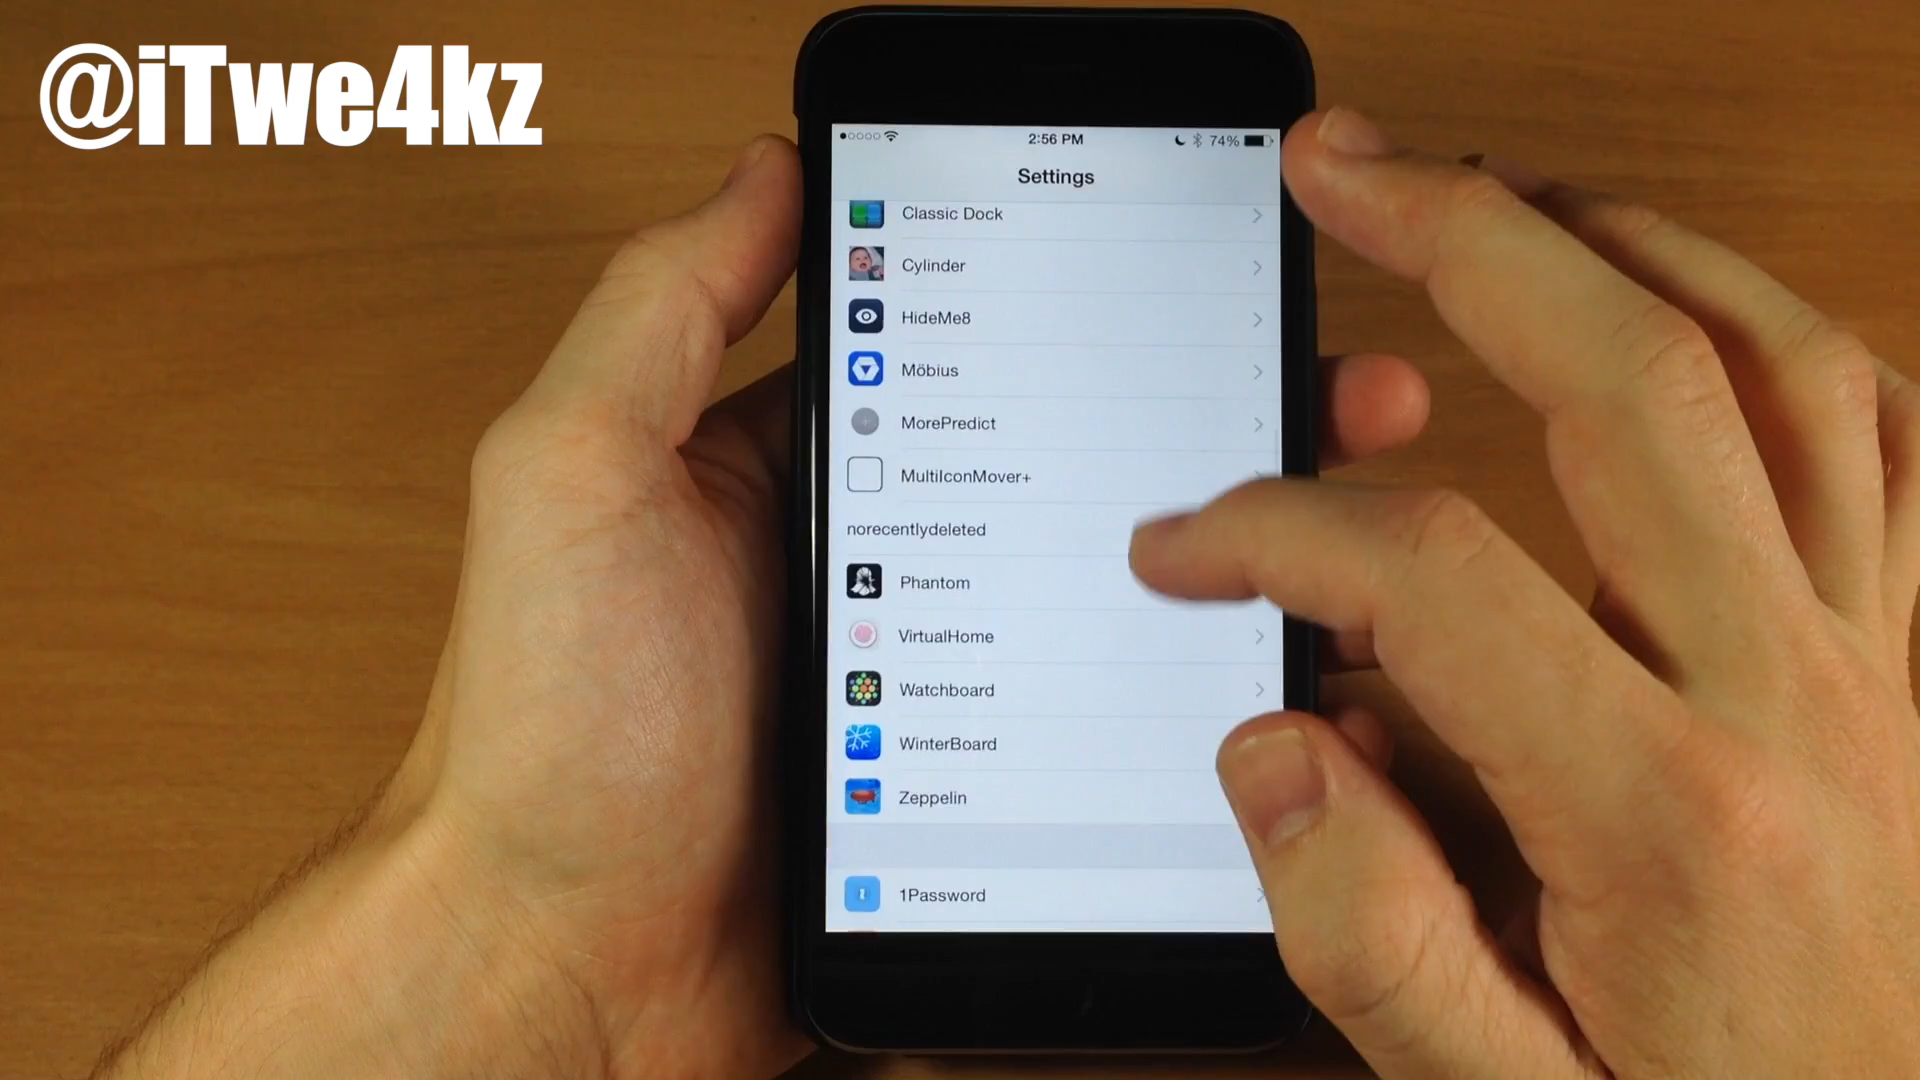 @iTwe4kz
2:56 PM
74%
Settings
Classic Dock
Cylinder
HideMe8
Möbius
MorePredict
MultiIconMover+
norecentlydeleted
Phantom
VirtualHome
Watchboard
WinterBoard
Zeppelin
1Password